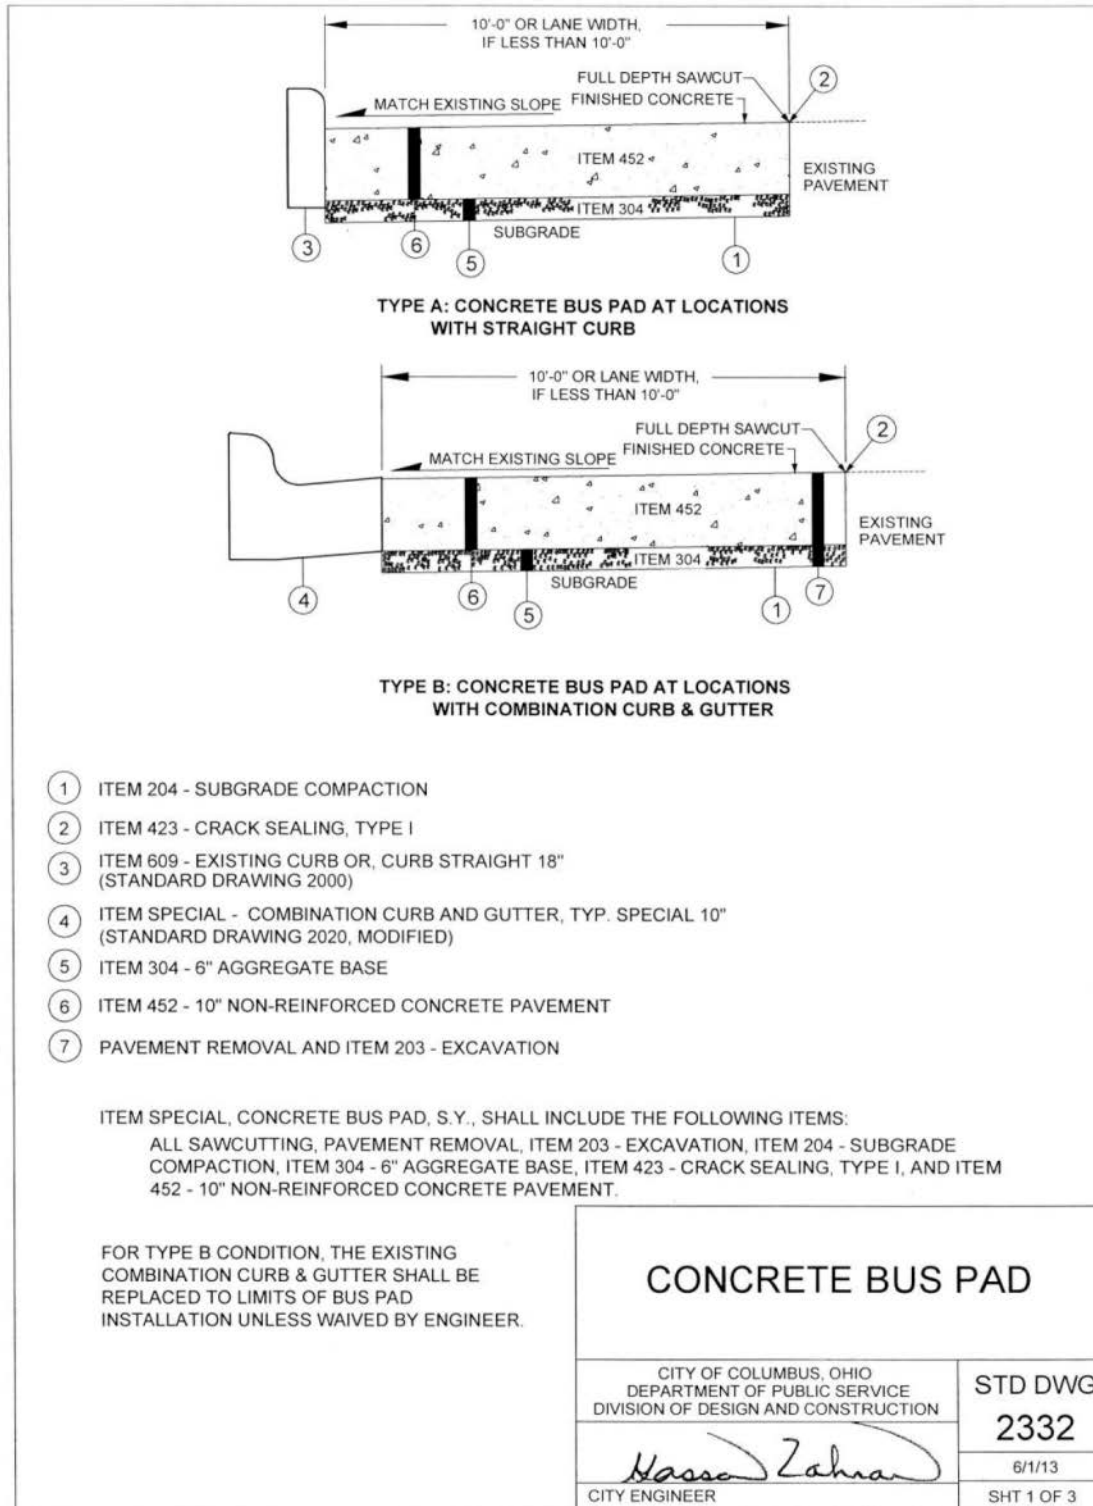 10'-0" OR LANE WIDTH,
IF LESS THAN 10'-0"
FULL DEPTH SAWCUT
2
MATCH EXISTING SLOPE
FINISHED CONCRETE
ITEM 452
EXISTING
PAVEMENT
ITEM 304
SUBGRADE
3
6
5
1
TYPE A: CONCRETE BUS PAD AT LOCATIONS
WITH STRAIGHT CURB
10'-0" OR LANE WIDTH,
IF LESS THAN 10'-0"
FULL DEPTH SAWCUT
2
MATCH EXISTING SLOPE
FINISHED CONCRETE
ITEM 452
EXISTING
PAVEMENT
ITEM 304
SUBGRADE
4
6
5
1
7
TYPE B: CONCRETE BUS PAD AT LOCATIONS
WITH COMBINATION CURB & GUTTER
1 ITEM 204 - SUBGRADE COMPACTION
2 ITEM 423 - CRACK SEALING, TYPE I
3 ITEM 609 - EXISTING CURB OR, CURB STRAIGHT 18"
(STANDARD DRAWING 2000)
4 ITEM SPECIAL - COMBINATION CURB AND GUTTER, TYP. SPECIAL 10"
(STANDARD DRAWING 2020, MODIFIED)
5 ITEM 304 - 6" AGGREGATE BASE
6 ITEM 452 - 10" NON-REINFORCED CONCRETE PAVEMENT
7 PAVEMENT REMOVAL AND ITEM 203 - EXCAVATION
ITEM SPECIAL, CONCRETE BUS PAD, S.Y., SHALL INCLUDE THE FOLLOWING ITEMS:
ALL SAWCUTTING, PAVEMENT REMOVAL, ITEM 203 - EXCAVATION, ITEM 204 - SUBGRADE
COMPACTION, ITEM 304 - 6" AGGREGATE BASE, ITEM 423 - CRACK SEALING, TYPE I, AND ITEM
452 - 10" NON-REINFORCED CONCRETE PAVEMENT.
FOR TYPE B CONDITION, THE EXISTING
COMBINATION CURB & GUTTER SHALL BE
REPLACED TO LIMITS OF BUS PAD
INSTALLATION UNLESS WAIVED BY ENGINEER.
CONCRETE BUS PAD
CITY OF COLUMBUS, OHIO
DEPARTMENT OF PUBLIC SERVICE
DIVISION OF DESIGN AND CONSTRUCTION
STD DWG
2332
Hassan Zahran
6/1/13
CITY ENGINEER
SHT 1 OF 3